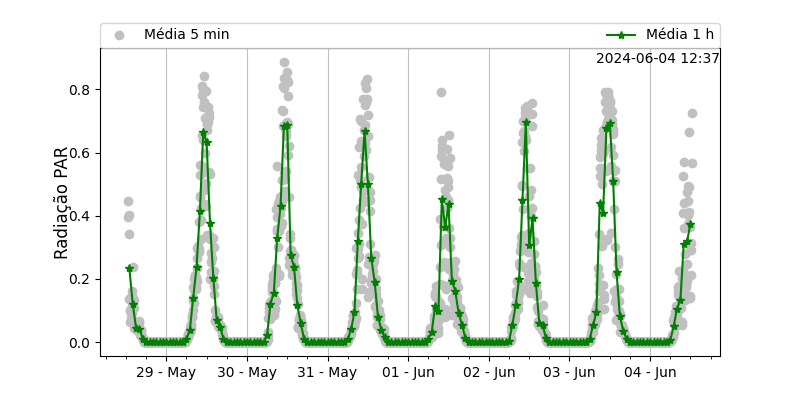 Média 5 min
Média 1 h
2024-06-04 12:37
Radiação PAR
0.8
0.6
0.4
0.2
0.0
29 - May
30 - May
31 - May
01 - Jun
02 - Jun
03 - Jun
04 - Jun